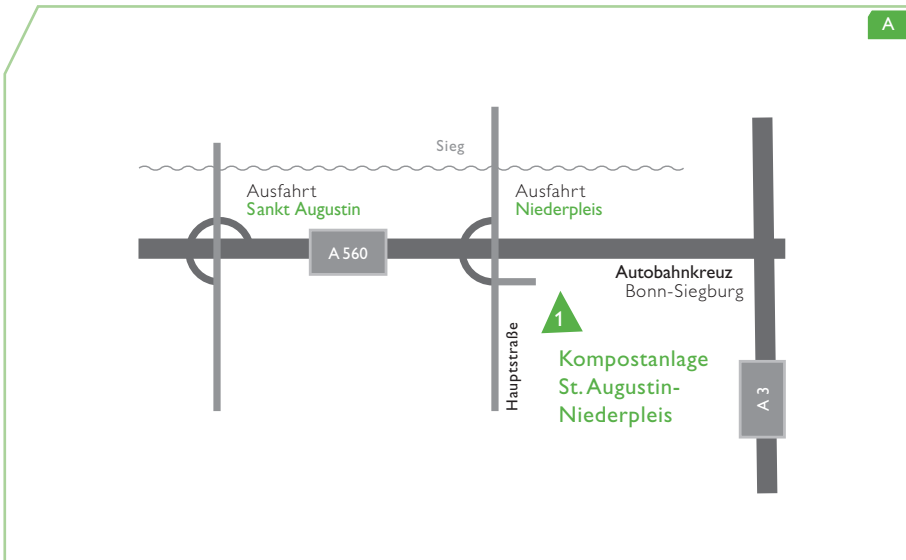 A
Sieg
Ausfahrt
Sankt Augustin
Ausfahrt
Niederpleis
A 560
Autobahnkreuz
Bonn-Siegburg
1
Hauptstraße
Kompostanlage
St. Augustin-
Niederpleis
A 3